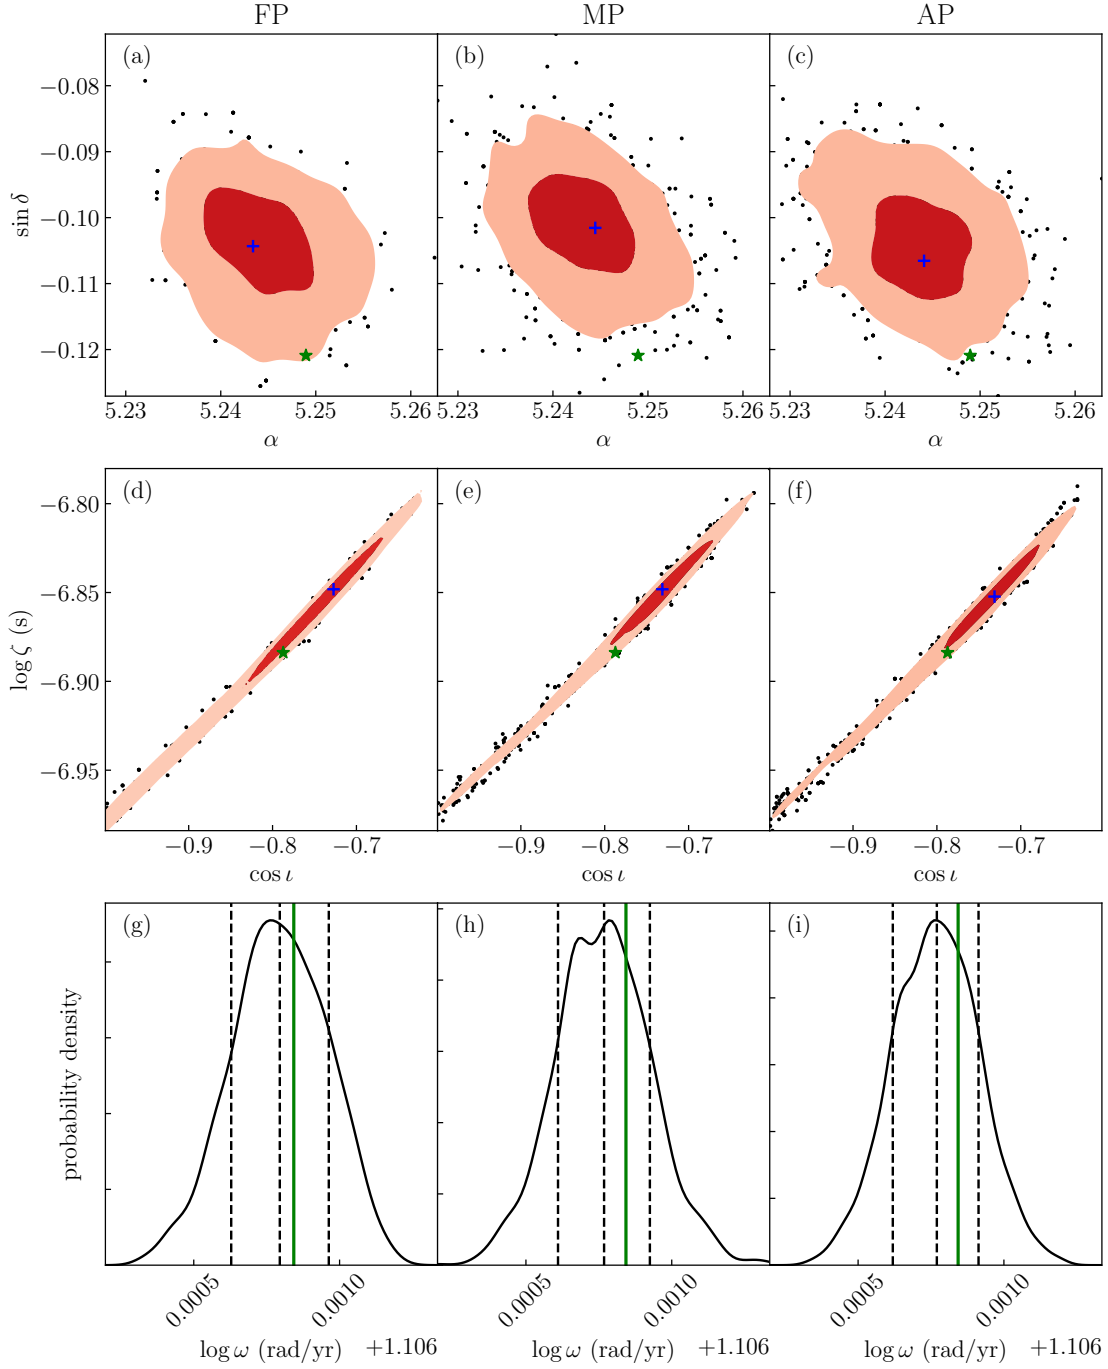 FP MP AP
(a) (b) (c)
−0.08
−0.09
−0.10
−0.11
−0.12
sin δ
5.23 5.24 5.25 5.26 5.23 5.24 5.25 5.26 5.23 5.24 5.25 5.26
α α α
(d) (e) (f)
−6.80
−6.85
−6.90
−6.95
log ζ (s)
−0.9 −0.8 −0.7 −0.9 −0.8 −0.7 −0.9 −0.8 −0.7
cos ι cos ι cos ι
(g) (h) (i)
probability density
0.0005 0.0010 0.0005 0.0010 0.0005 0.0010
log ω (rad/yr) +1.106 log ω (rad/yr) +1.106 log ω (rad/yr) +1.106